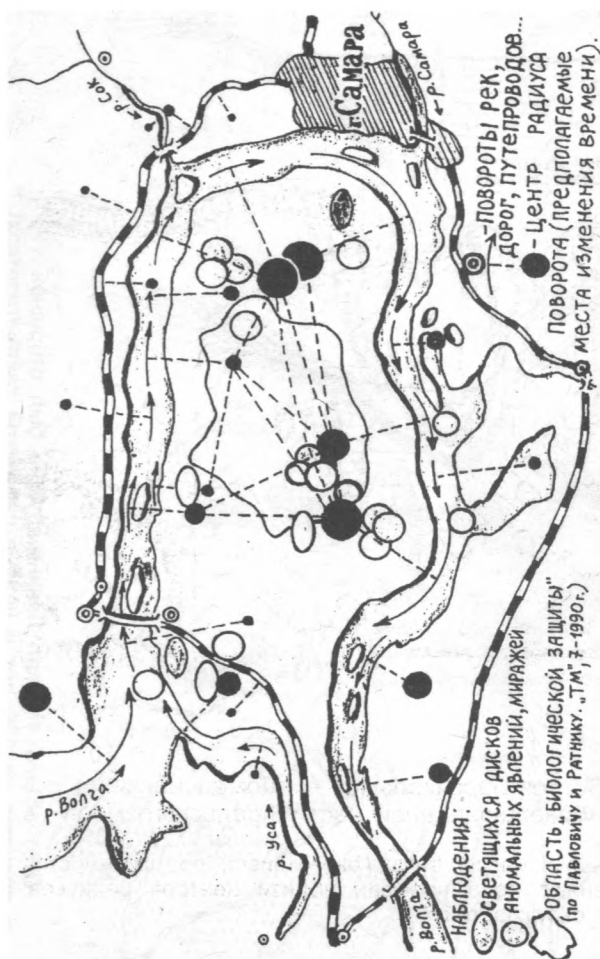 р. Сок
г. Самара
р. Самара
-ПОВОРОТЫ РЕК,
ДОРОГ, ПУТЕПРОВОДОВ...
- ЦЕНТР РАДИУСА
ПОВОРОТА (ПРЕДПОЛАГАЕМЫЕ
МЕСТА ИЗМЕНЕНИЯ ВРЕМЕНИ).
р. Волга
уса
р. Волга
НАБЛЮДЕНИЯ:
СВЕТЯЩИХСЯ ДИСКОВ
АНОМАЛЬНЫХ ЯВЛЕНИЙ, МИРАЖЕЙ
ОБЛАСТЬ БИОЛОГИЧЕСКОЙ ЗАЩИТЫ"
(по ПАВЛОВИЧУ и РАТНИКУ. „ТМ", 7-1990г.)